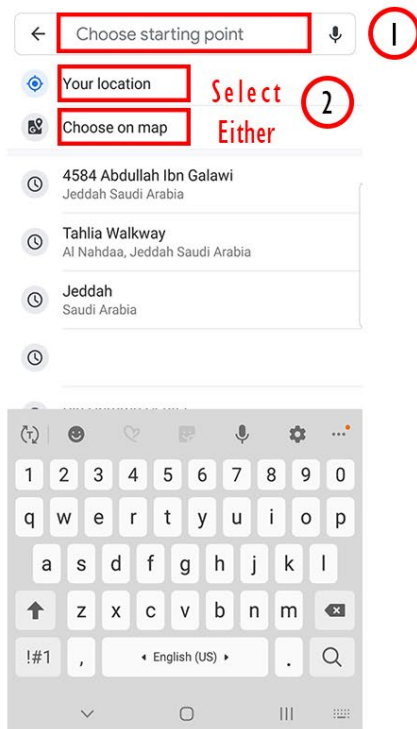 Choose starting point
1
Your location
Select
2
Choose on map
Either
4584 Abdullah Ibn Galawi
Jeddah Saudi Arabia
Tahlia Walkway
Al Nahdaa, Jeddah Saudi Arabia
Jeddah
Saudi Arabia
T
1 2 3 4 5 6 7 8 9 0
q w e r t y u i o p
a s d f g h j k l
z x c v b n m
!#1 , English (US) .